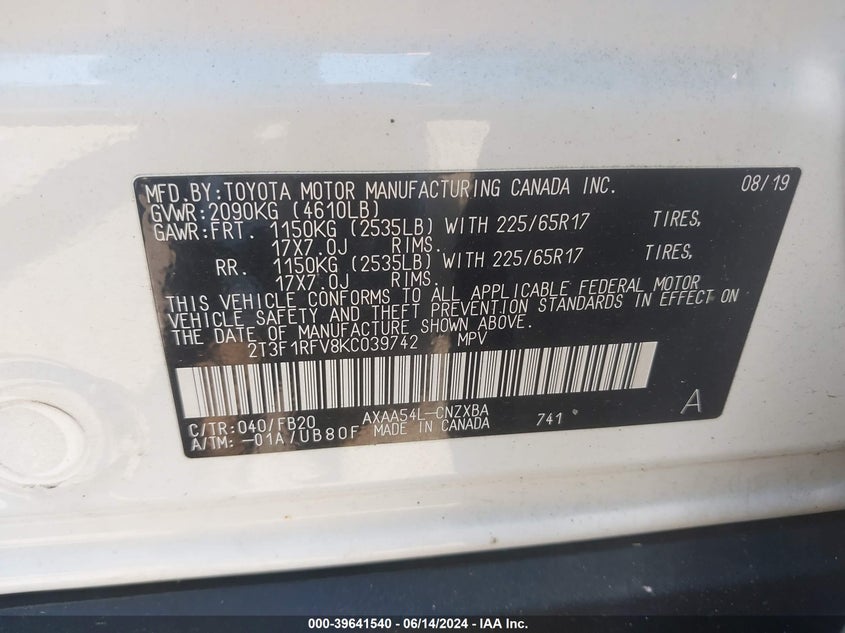 MFD.BY:TOYOTA MOTOR MANUFACTURING CANADA INC. 08/19
GVWR:2090KG (4610LB)
GAWR:FRT. 1150KG (2535LB) WITH 225/65R17 TIRES,
17X7.0J RIMS.
RR. 1150KG (2535LB) WITH 225/65R17 TIRES,
17X7.0J RIMS.
THIS VEHICLE CONFORMS TO ALL APPLICABLE FEDERAL MOTOR
VEHICLE SAFETY AND THEFT PREVENTION STANDARDS IN EFFECT ON
THE DATE OF MANUFACTURE SHOWN ABOVE.
2T3F1RFV8KC039742 MPV
C/TR:040/FB20 AXAA54L-CNZXBA 741 A
A/TM:-01A/UB80F MADE IN CANADA
000-39641540 - 06/14/2024 - IAA Inc.